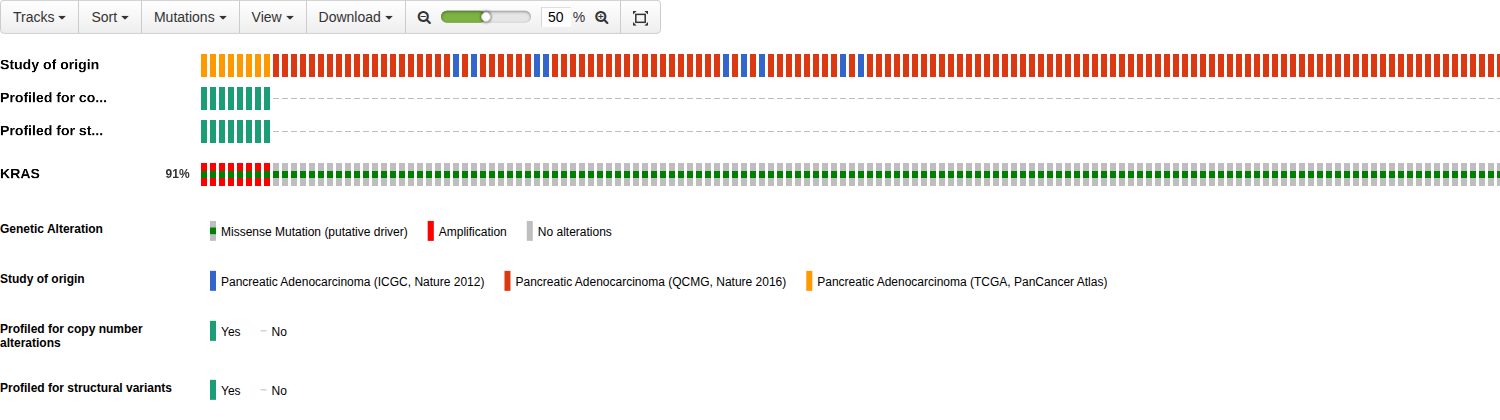 Tracks Sort Mutations View Download 50 %
Study of origin
Profiled for co...
Profiled for st...
KRAS 91%
Genetic Alteration Missense Mutation (putative driver) Amplification No alterations
Study of origin Pancreatic Adenocarcinoma (ICGC, Nature 2012) Pancreatic Adenocarcinoma (QCMG, Nature 2016) Pancreatic Adenocarcinoma (TCGA, PanCancer Atlas)
Profiled for copy number
alterations
Yes No
Profiled for structural variants Yes No